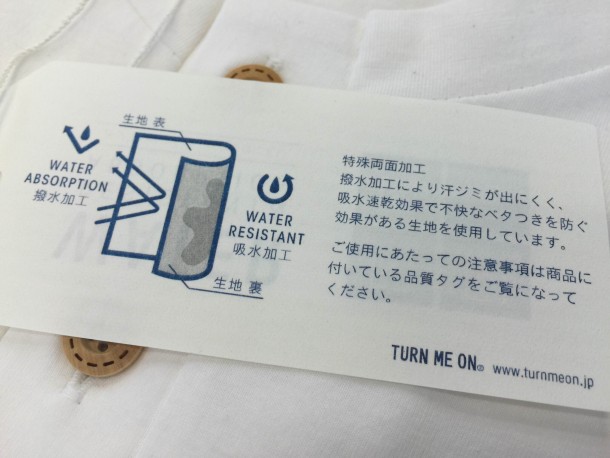 生地 表
WATER
ABSORPTION
撥水加工
WATER
RESISTANT
吸水加工
生地 裏
特殊両面加工
撥水加工により汗ジミが出にくく、
吸水速乾効果で不快なベタつきを防ぐ
効果がある生地を使用しています。
ご使用にあたっての注意事項は商品に
付いている品質タグをご覧になって
ください。
TURN ME ON® www.turnmeon.jp